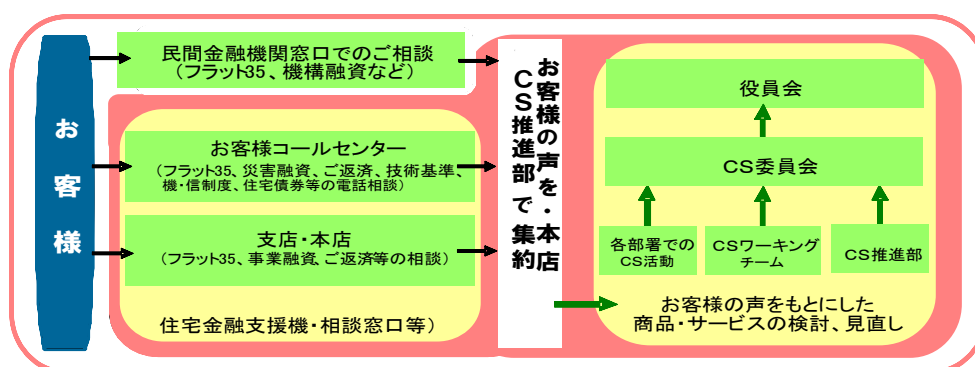 お客様
民間金融機関窓口でのご相談
（フラット35、機構融資など）
お客様コールセンター
（フラット35、災害融資、ご返済、技術基準、
機・信制度、住宅債券等の電話相談）
支店・本店
（フラット35、事業融資、ご返済等の相談）
住宅金融支援機・相談窓口等）
お客様の声を・本店
CS推進部で集約
役員会
CS委員会
各部署での
CS活動
CSワーキング
チーム
CS推進部
お客様の声をもとにした
商品・サービスの検討、見直し